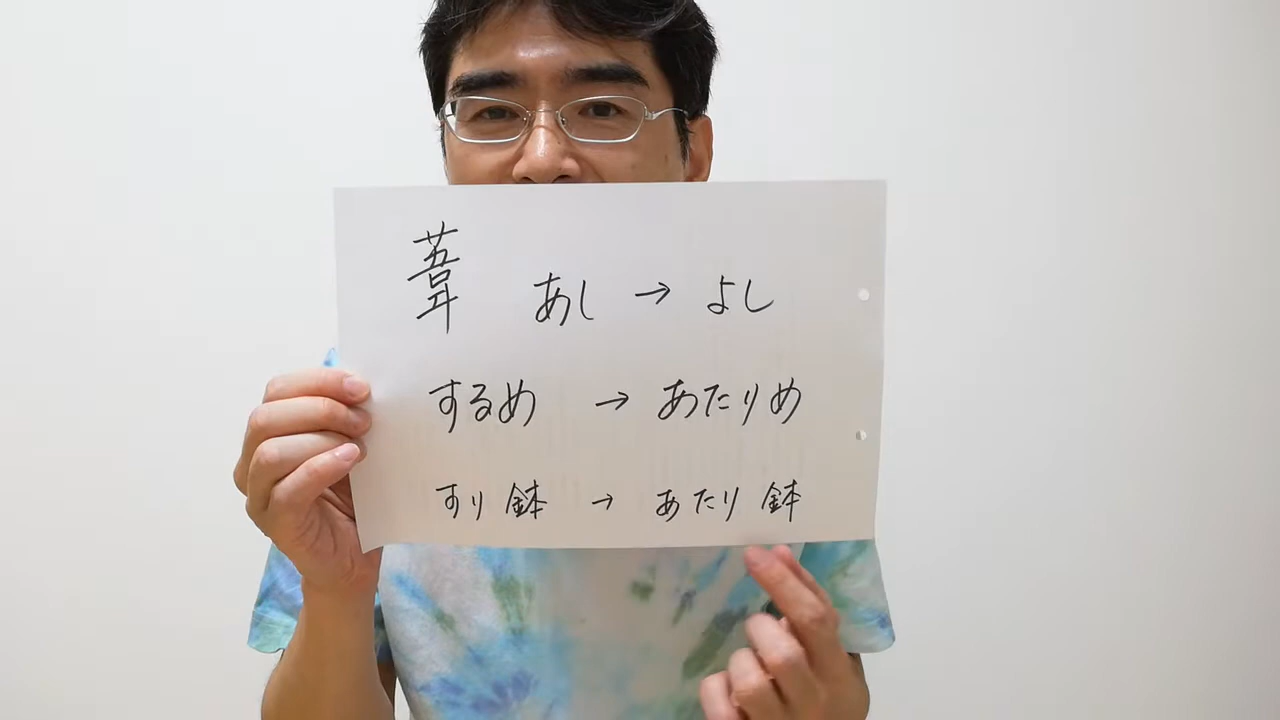 葦 あし → よし
するめ → あたりめ
すり鉢 → あたり鉢